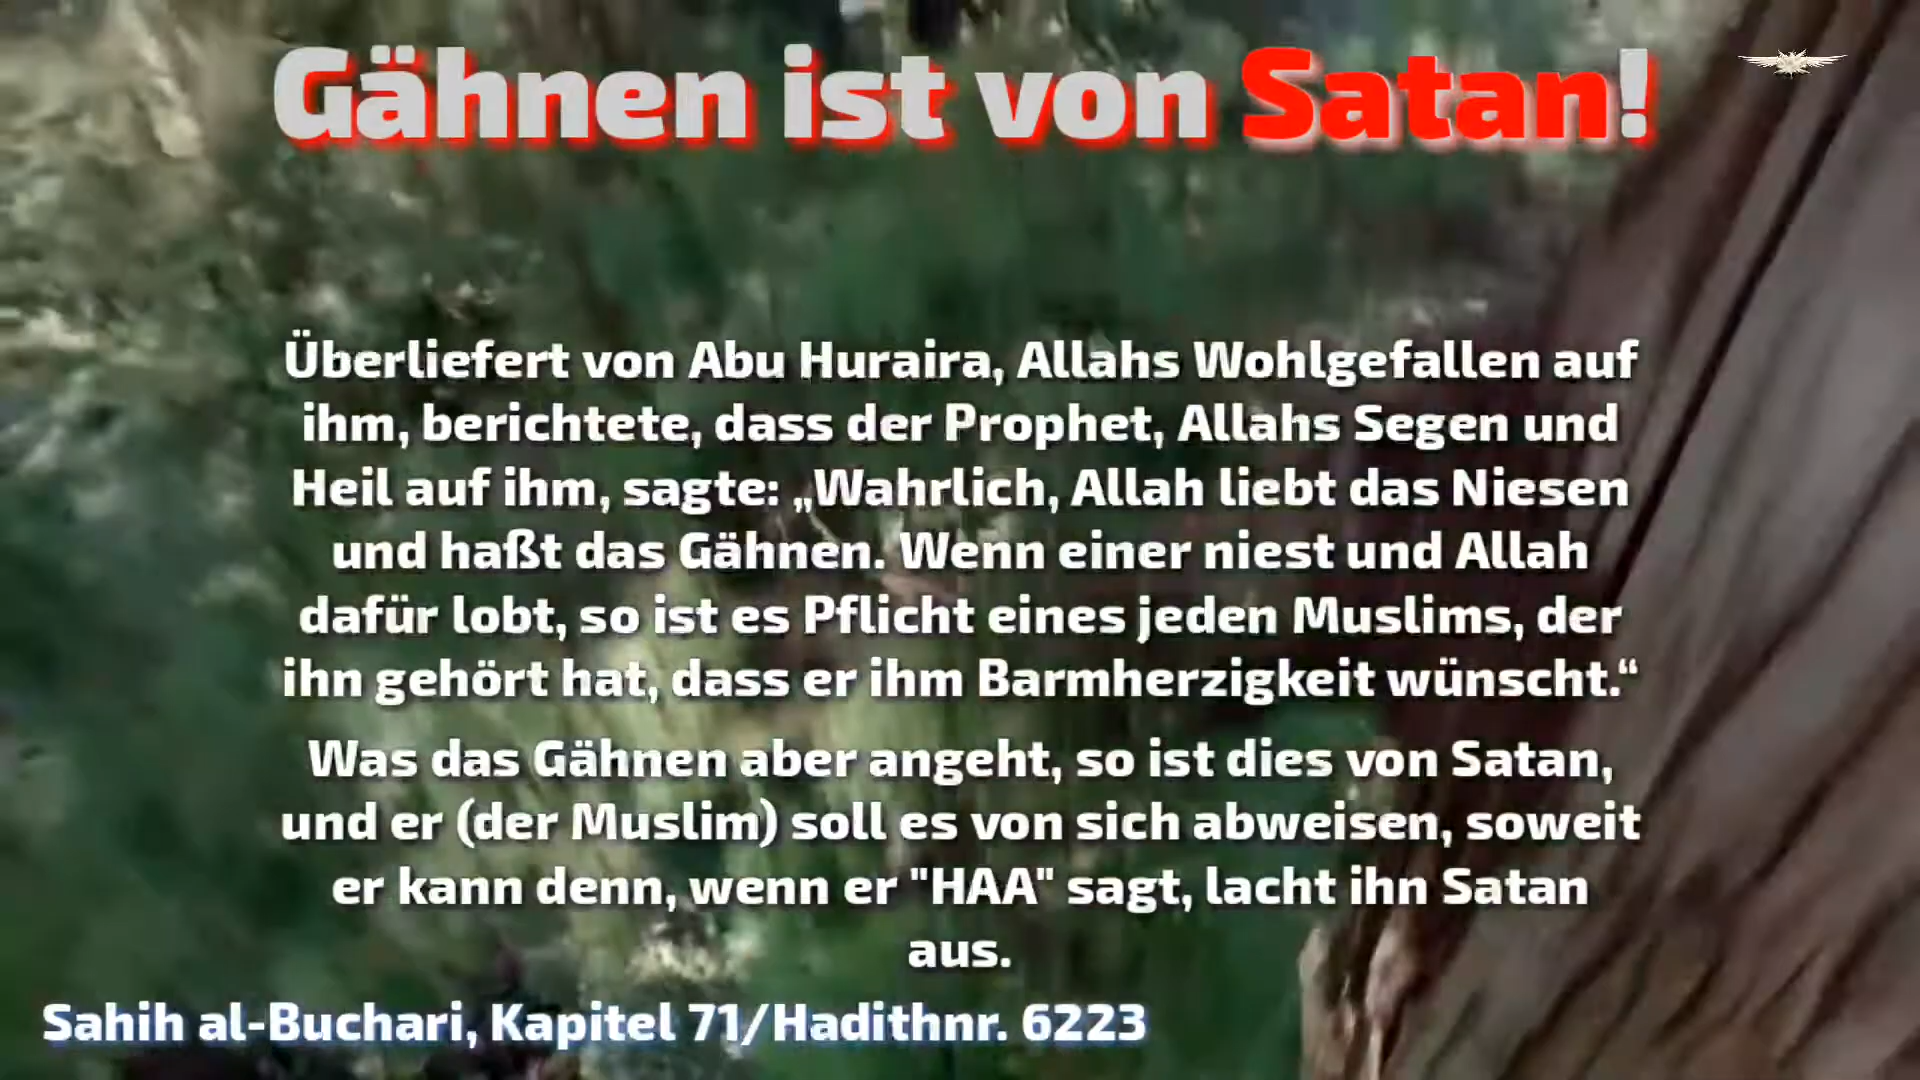 Gähnen ist von Satan!
Überliefert von Abu Huraira, Allahs Wohlgefallen auf
ihm, berichtete, dass der Prophet, Allahs Segen und
Heil auf ihm, sagte: „Wahrlich, Allah liebt das Niesen
und haßt das Gähnen. Wenn einer niest und Allah
dafür lobt, so ist es Pflicht eines jeden Muslims, der
ihn gehört hat, dass er ihm Barmherzigkeit wünscht.“
Was das Gähnen aber angeht, so ist dies von Satan,
und er (der Muslim) soll es von sich abweisen, soweit
er kann denn, wenn er "HAA" sagt, lacht ihn Satan
aus.
Sahih al-Buchari, Kapitel 71/Hadithnr. 6223